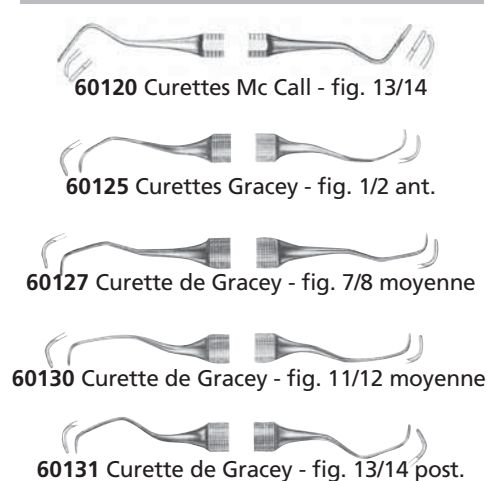 60120 Curettes Mc Call - fig. 13/14
60125 Curettes Gracey - fig. 1/2 ant.
60127 Curette de Gracey - fig. 7/8 moyenne
60130 Curette de Gracey - fig. 11/12 moyenne
60131 Curette de Gracey - fig. 13/14 post.